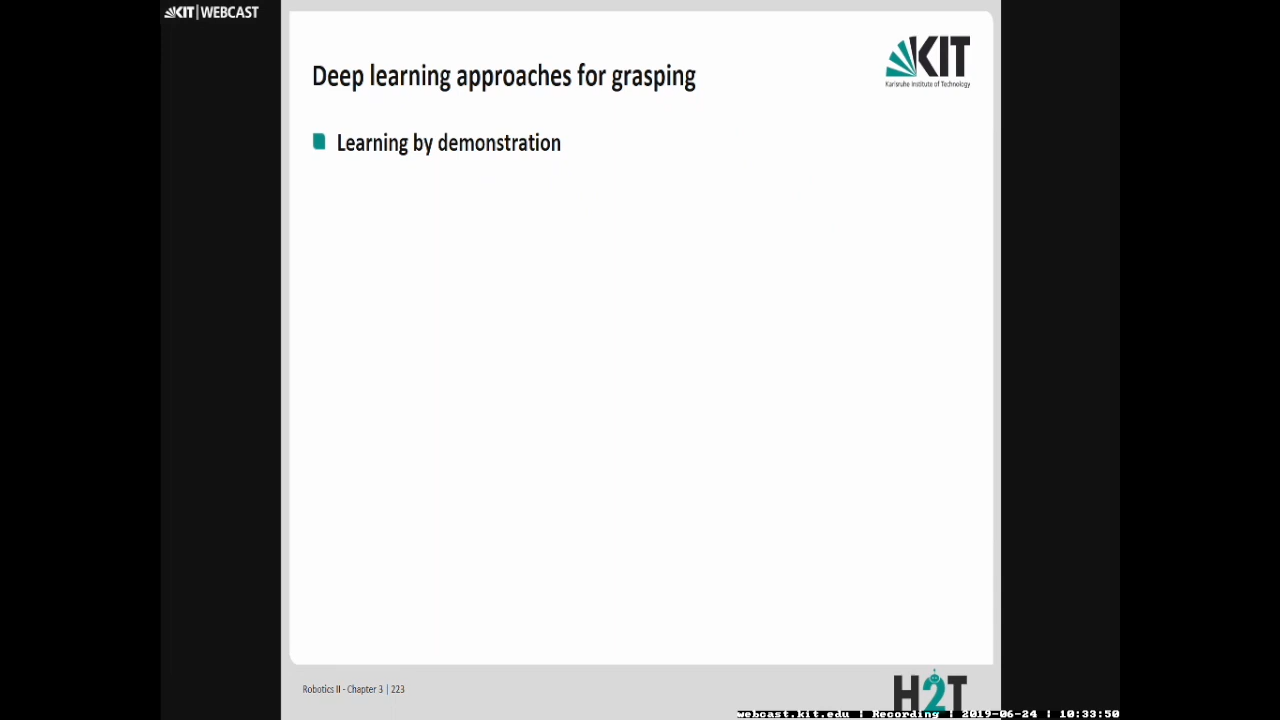 KIT | WEBCAST
Deep learning approaches for grasping
KIT
Karlsruhe Institute of Technology
Learning by demonstration
Robotics II - Chapter 3 | 223
H2T
webcast.kit.edu | Recording | 2019-06-24 | 10:33:50